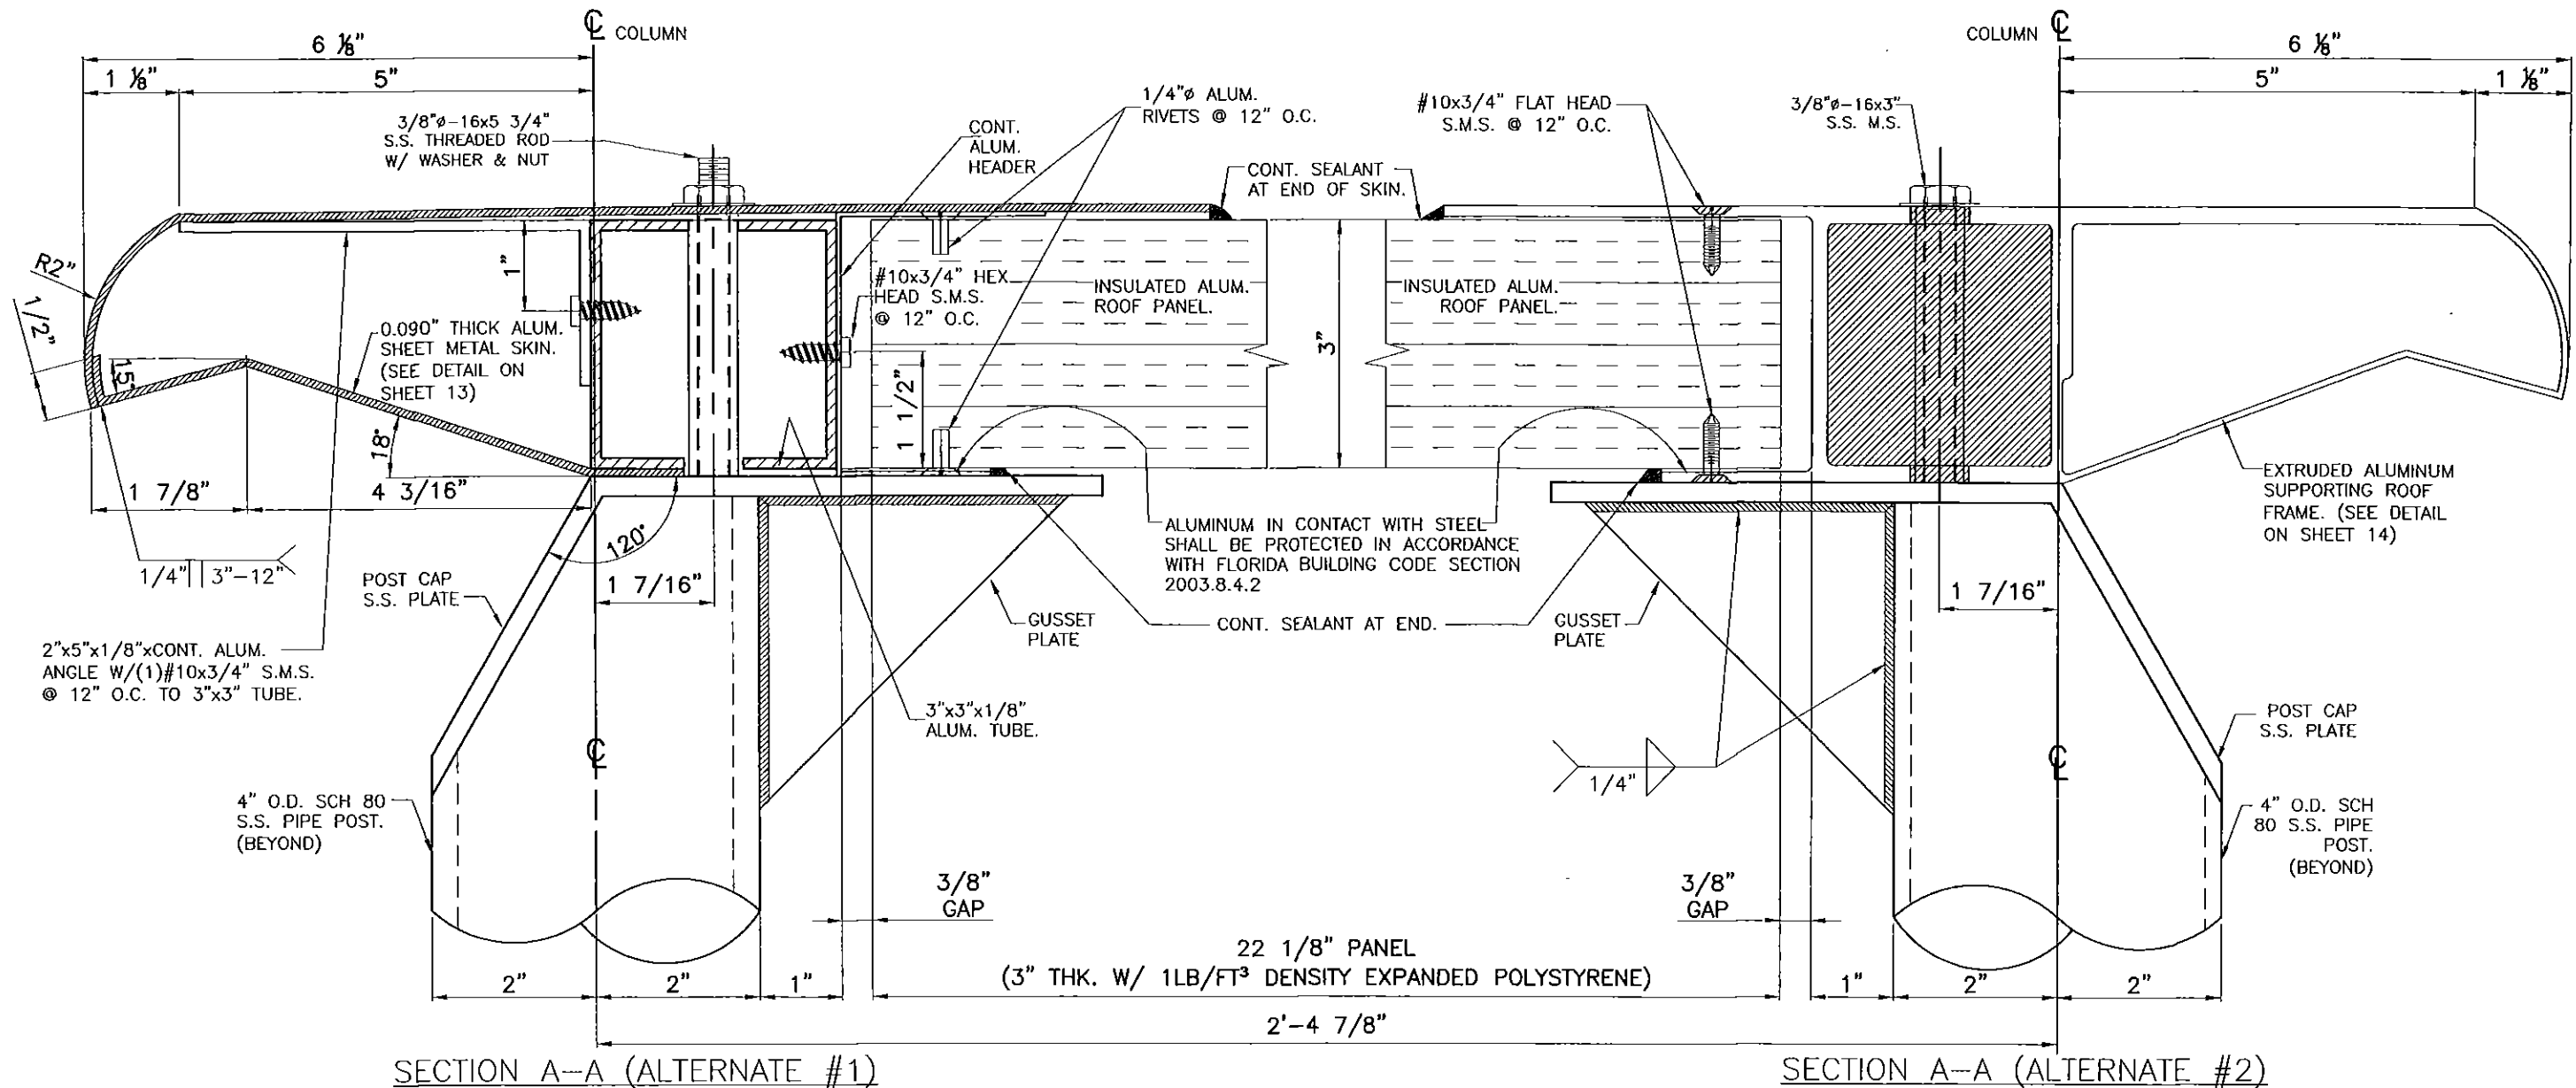 ℄ COLUMN
COLUMN ℄
6 ⅛"
6 ⅛"
1 ⅛"
5"
5"
1 ⅛"
3/8"ø-16x5 3/4"
S.S. THREADED ROD
W/ WASHER & NUT
CONT.
ALUM.
HEADER
1/4"ø ALUM.
RIVETS @ 12" O.C.
#10x3/4" FLAT HEAD
S.M.S. @ 12" O.C.
3/8"ø-16x3"
S.S. M.S.
CONT. SEALANT
AT END OF SKIN.
R2"
1/2"
15°
1"
0.090" THICK ALUM.
SHEET METAL SKIN.
(SEE DETAIL ON
SHEET 13)
#10x3/4" HEX
HEAD S.M.S.
@ 12" O.C.
INSULATED ALUM.
ROOF PANEL.
3"
INSULATED ALUM.
ROOF PANEL.
1 1/2"
18°
1 7/8"
4 3/16"
120°
1/4" 3"-12"
POST CAP
S.S. PLATE
1 7/16"
ALUMINUM IN CONTACT WITH STEEL
SHALL BE PROTECTED IN ACCORDANCE
WITH FLORIDA BUILDING CODE SECTION
2003.8.4.2
EXTRUDED ALUMINUM
SUPPORTING ROOF
FRAME. (SEE DETAIL
ON SHEET 14)
1 7/16"
GUSSET
PLATE
CONT. SEALANT AT END.
GUSSET
PLATE
2"x5"x1/8"xCONT. ALUM.
ANGLE W/(1)#10x3/4" S.M.S.
@ 12" O.C. TO 3"x3" TUBE.
3"x3"x1/8"
ALUM. TUBE.
POST CAP
S.S. PLATE
℄
℄
1/4"
4" O.D. SCH 80
S.S. PIPE POST.
(BEYOND)
4" O.D. SCH
80 S.S. PIPE
POST.
(BEYOND)
3/8"
GAP
3/8"
GAP
22 1/8" PANEL
(3" THK. W/ 1LB/FT³ DENSITY EXPANDED POLYSTYRENE)
2"
2"
1"
1"
2"
2"
2'-4 7/8"
SECTION A-A (ALTERNATE #1)
SECTION A-A (ALTERNATE #2)